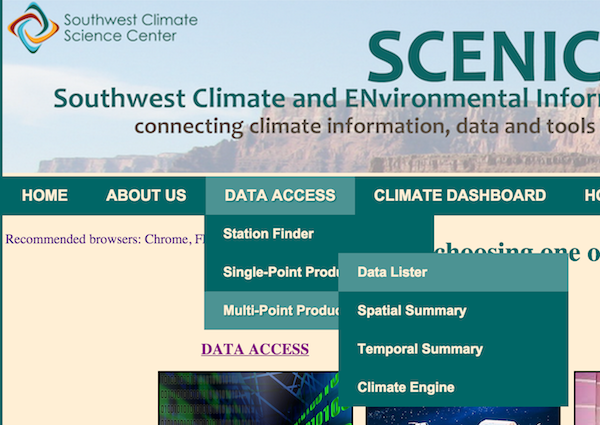 Southwest Climate
Science Center
SCENIC
Southwest Climate and ENvironmental Infor
connecting climate information, data and tools
HOME ABOUT US DATA ACCESS CLIMATE DASHBOARD HO
Recommended browsers: Chrome, F
Station Finder
choosing one o
Single-Point Produ
Data Lister
Multi-Point Produc
Spatial Summary
Temporal Summary
Climate Engine
DATA ACCESS